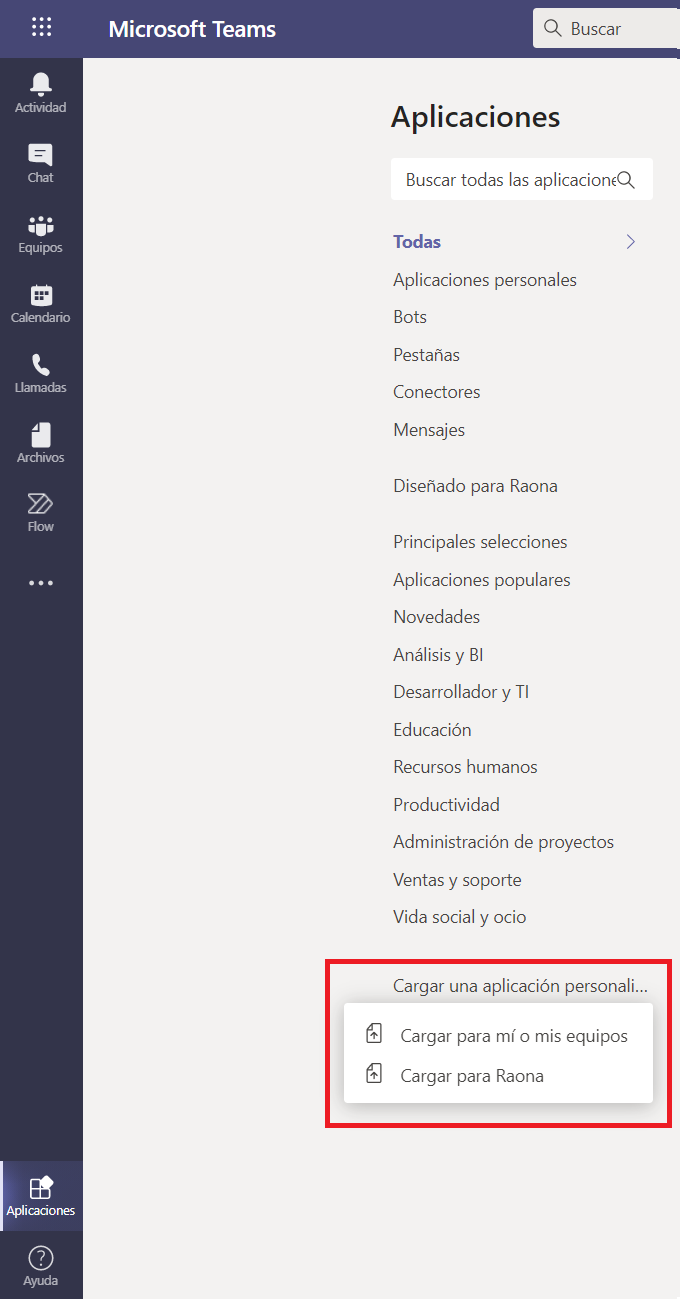 Microsoft Teams
Buscar
Actividad
Chat
Equipos
Calendario
Llamadas
Archivos
Flow
Aplicaciones
Ayuda
Aplicaciones
Buscar todas las aplicacione
Todas
Aplicaciones personales
Bots
Pestañas
Conectores
Mensajes
Diseñado para Raona
Principales selecciones
Aplicaciones populares
Novedades
Análisis y BI
Desarrollador y TI
Educación
Recursos humanos
Productividad
Administración de proyectos
Ventas y soporte
Vida social y ocio
Cargar una aplicación personali...
Cargar para mí o mis equipos
Cargar para Raona